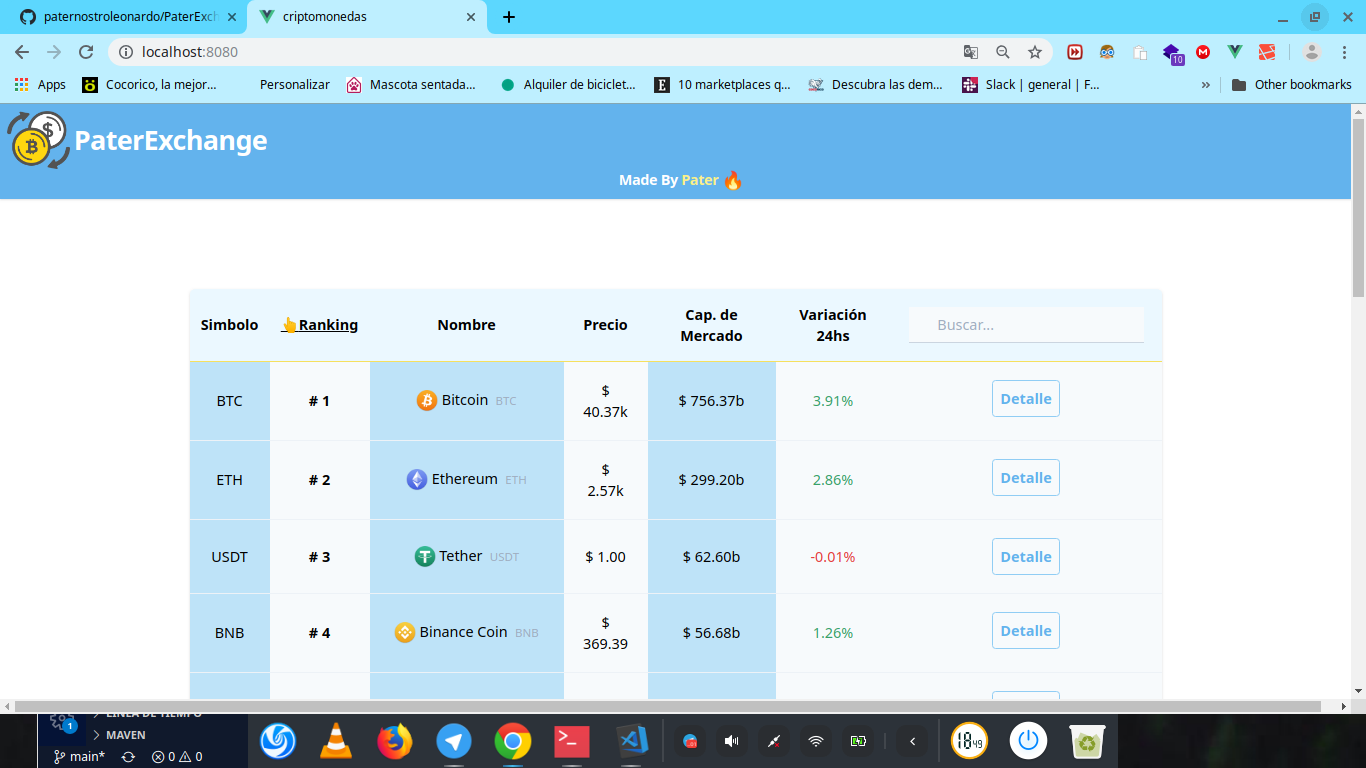 paternostroleonardo/PaterExch
criptomonedas
localhost:8080
10
Apps
Cocorico, la mejor...
Personalizar
Mascota sentada...
Alquiler de biciclet...
10 marketplaces q...
Descubra las dem...
Slack | general | F...
»
Other bookmarks
PaterExchange
Made By Pater 🔥
Simbolo
👆Ranking
Nombre
Precio
Cap. de
Mercado
Variación
24hs
Buscar...
BTC
# 1
Bitcoin BTC
$
40.37k
$ 756.37b
3.91%
Detalle
ETH
# 2
Ethereum ETH
$
2.57k
$ 299.20b
2.86%
Detalle
USDT
# 3
Tether USDT
$ 1.00
$ 62.60b
-0.01%
Detalle
BNB
# 4
Binance Coin BNB
$
369.39
$ 56.68b
1.26%
Detalle
LÍNEA DE TIEMPO
1
MAVEN
main*
0
0
18 49